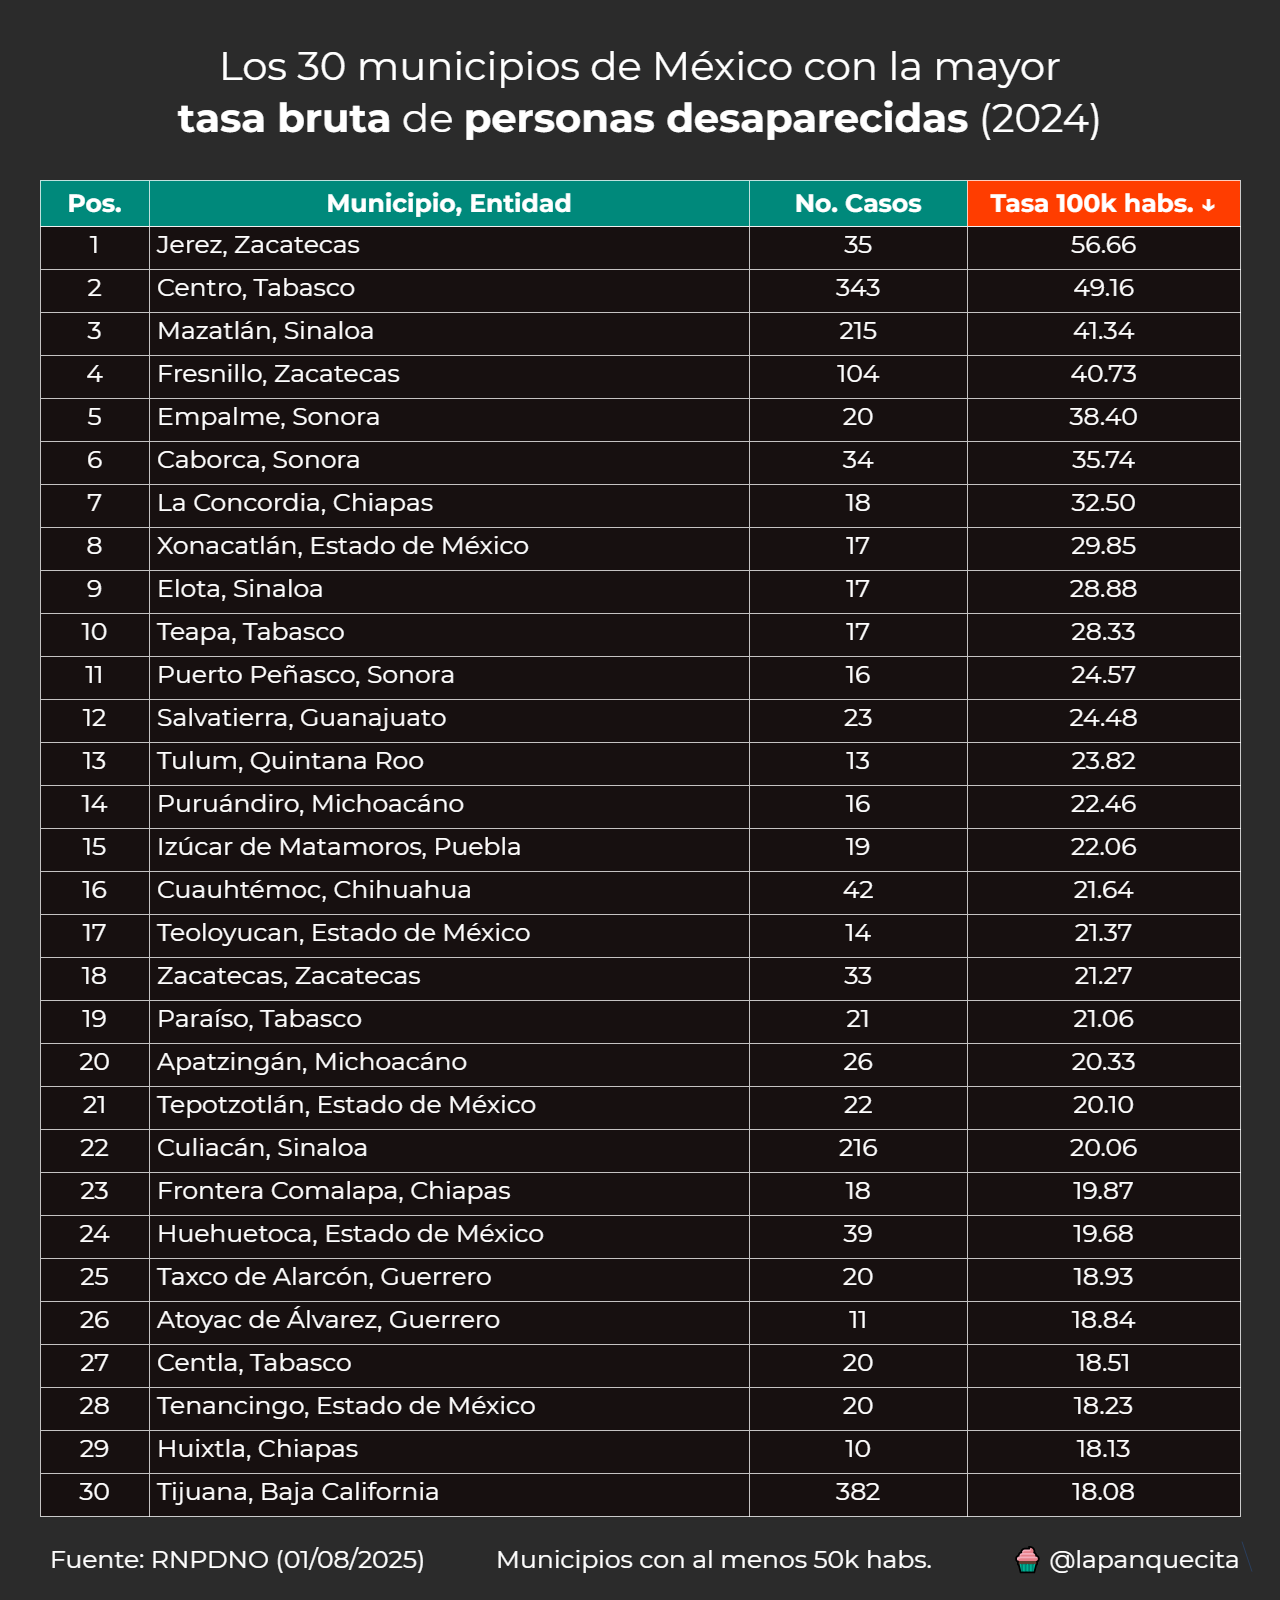 Los 30 municipios de México con la mayor
tasa bruta de personas desaparecidas (2024)
Pos. Municipio, Entidad No. Casos Tasa 100k habs. ↓
1 Jerez, Zacatecas 35 56.66
2 Centro, Tabasco 343 49.16
3 Mazatlán, Sinaloa 215 41.34
4 Fresnillo, Zacatecas 104 40.73
5 Empalme, Sonora 20 38.40
6 Caborca, Sonora 34 35.74
7 La Concordia, Chiapas 18 32.50
8 Xonacatlán, Estado de México 17 29.85
9 Elota, Sinaloa 17 28.88
10 Teapa, Tabasco 17 28.33
11 Puerto Peñasco, Sonora 16 24.57
12 Salvatierra, Guanajuato 23 24.48
13 Tulum, Quintana Roo 13 23.82
14 Puruándiro, Michoacáno 16 22.46
15 Izúcar de Matamoros, Puebla 19 22.06
16 Cuauhtémoc, Chihuahua 42 21.64
17 Teoloyucan, Estado de México 14 21.37
18 Zacatecas, Zacatecas 33 21.27
19 Paraíso, Tabasco 21 21.06
20 Apatzingán, Michoacáno 26 20.33
21 Tepotzotlán, Estado de México 22 20.10
22 Culiacán, Sinaloa 216 20.06
23 Frontera Comalapa, Chiapas 18 19.87
24 Huehuetoca, Estado de México 39 19.68
25 Taxco de Alarcón, Guerrero 20 18.93
26 Atoyac de Álvarez, Guerrero 11 18.84
27 Centla, Tabasco 20 18.51
28 Tenancingo, Estado de México 20 18.23
29 Huixtla, Chiapas 10 18.13
30 Tijuana, Baja California 382 18.08
Fuente: RNPDNO (01/08/2025) Municipios con al menos 50k habs. @lapanquecita